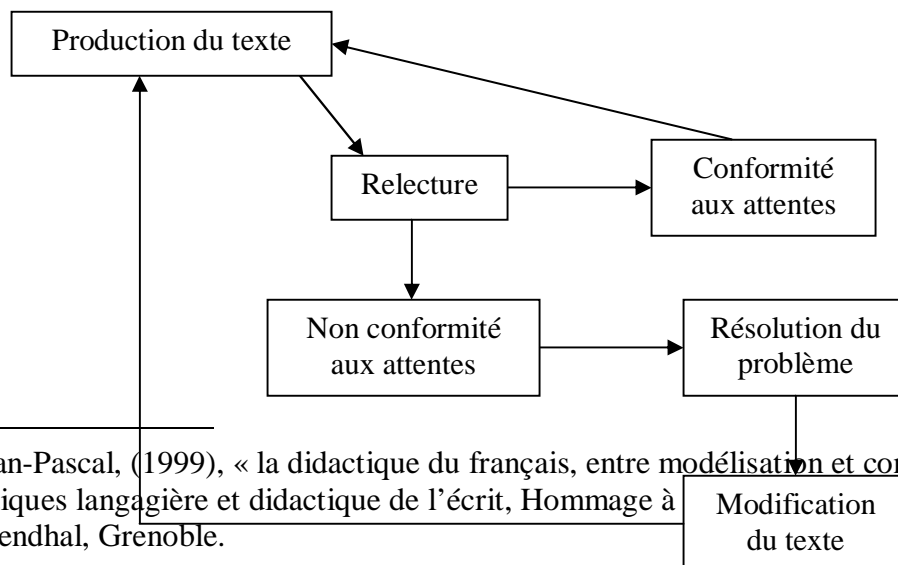 Production du texte
Relecture
Conformité
aux attentes
Non conformité
aux attentes
Résolution du
problème
an-Pascal, (1999), « la didactique du français, entre modélisation et
iques langagière et didactique de l’écrit, Hommage à
endhal, Grenoble.
Modification
du texte